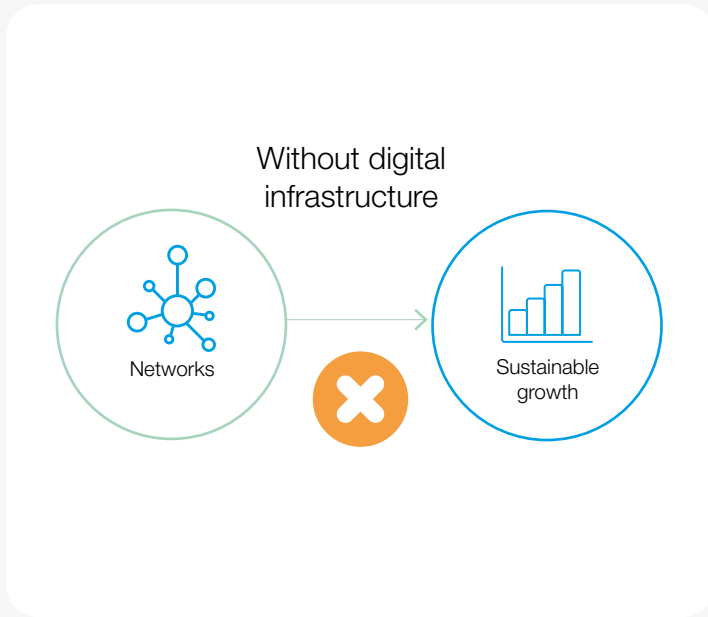 Without digital
infrastructure
Networks
Sustainable
growth